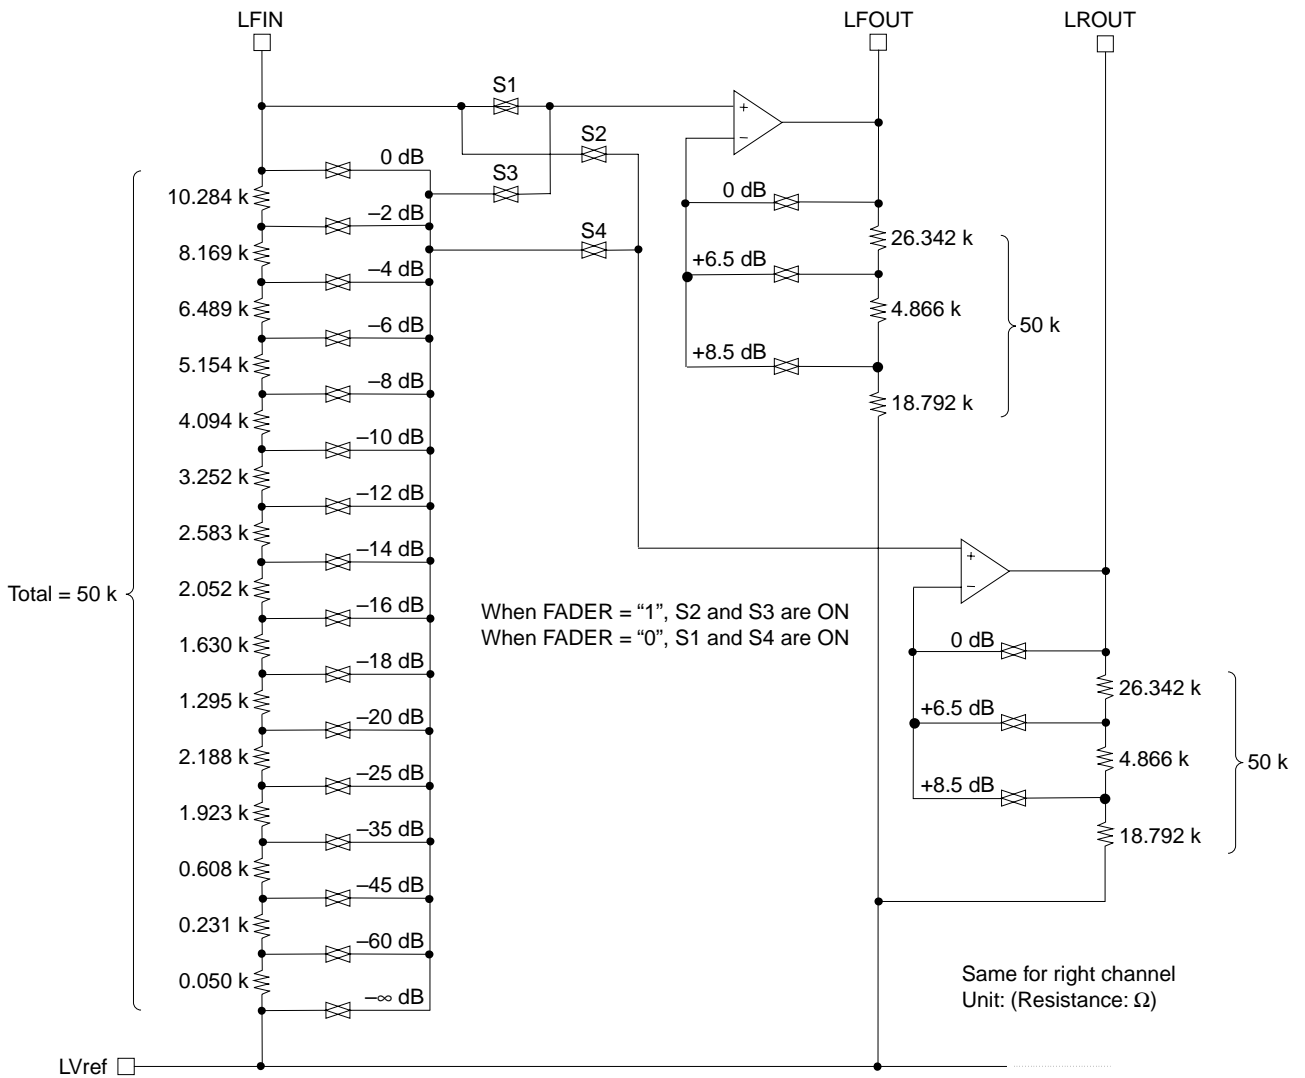 LFIN
LFOUT
LROUT
S1
S2
S3
S4
0 dB
10.284 k
–2 dB
8.169 k
–4 dB
6.489 k
–6 dB
5.154 k
–8 dB
4.094 k
–10 dB
3.252 k
–12 dB
2.583 k
–14 dB
2.052 k
–16 dB
1.630 k
–18 dB
1.295 k
–20 dB
2.188 k
–25 dB
1.923 k
–35 dB
0.608 k
–45 dB
0.231 k
–60 dB
0.050 k
–∞ dB
Total = 50 k
LVref
+
–
0 dB
26.342 k
+6.5 dB
4.866 k
50 k
+8.5 dB
18.792 k
When FADER = “1”, S2 and S3 are ON
When FADER = “0”, S1 and S4 are ON
+
–
0 dB
26.342 k
+6.5 dB
4.866 k
50 k
+8.5 dB
18.792 k
Same for right channel
Unit: (Resistance: Ω)